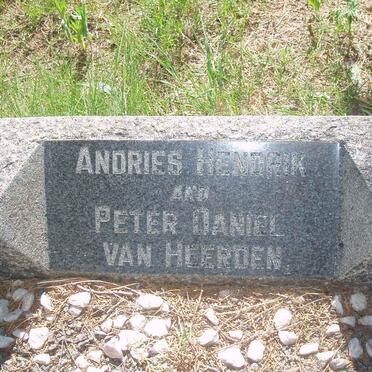 ANDRIES HENDRIK
AND
PETER DANIEL
VAN HEERDEN